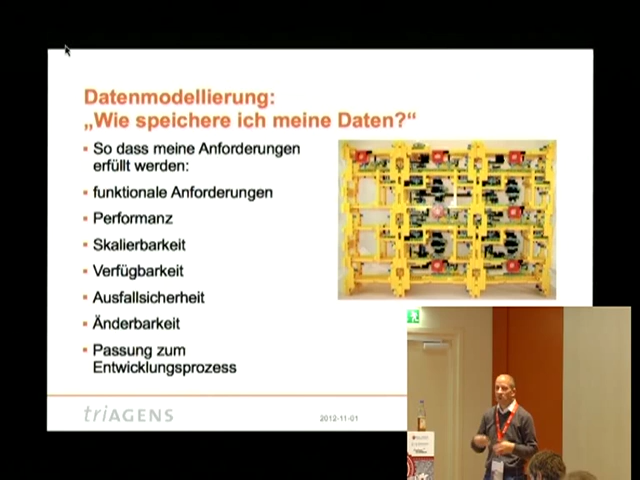 Datenmodellierung:
„Wie speichere ich meine Daten?“
So dass meine Anforderungen
erfüllt werden:
funktionale Anforderungen
Performanz
Skalierbarkeit
Verfügbarkeit
Ausfallsicherheit
Änderbarkeit
Passung zum
Entwicklungsprozess
triAGENS
2012-11-01